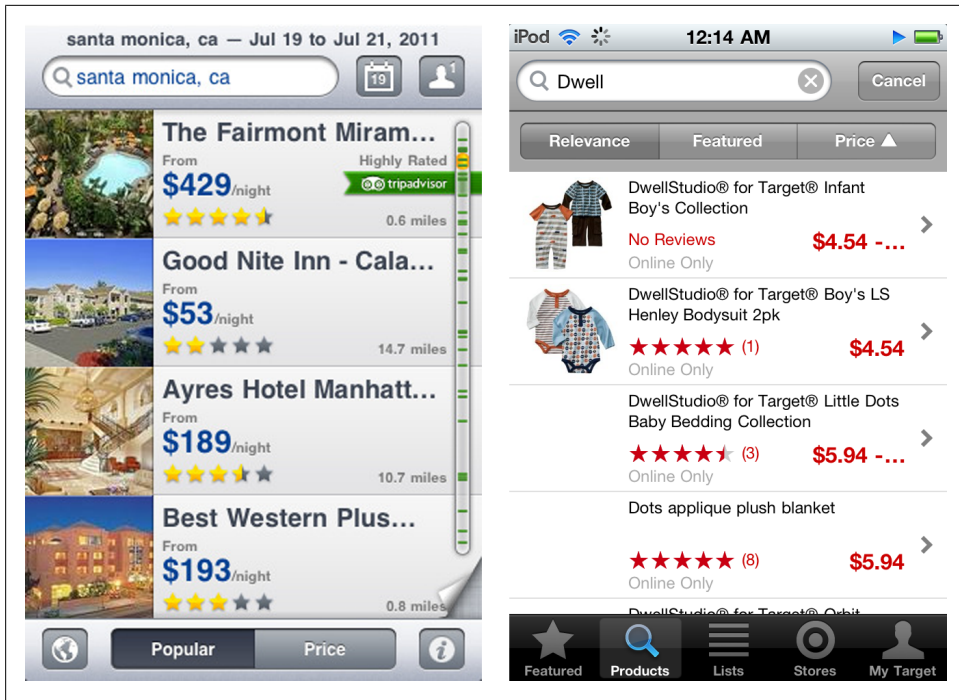 santa monica, ca — Jul 19 to Jul 21, 2011
santa monica, ca
19
1
The Fairmont Miram...
From
Highly Rated
$429/night
tripadvisor
0.6 miles
Good Nite Inn - Cala...
From
$53/night
14.7 miles
Ayres Hotel Manhatt...
From
$189/night
10.7 miles
Best Western Plus...
From
$193/night
0.8 miles
Popular
Price
i
iPod
12:14 AM
Dwell
Cancel
Relevance
Featured
Price ▲
DwellStudio® for Target® Infant
Boy's Collection
No Reviews
$4.54 -...
Online Only
DwellStudio® for Target® Boy's LS
Henley Bodysuit 2pk
(1)
$4.54
Online Only
DwellStudio® for Target® Little Dots
Baby Bedding Collection
(3)
$5.94 -...
Online Only
Dots applique plush blanket
(8)
$5.94
Online Only
DwellStudio® for Target® Orbit
Featured
Products
Lists
Stores
My Target